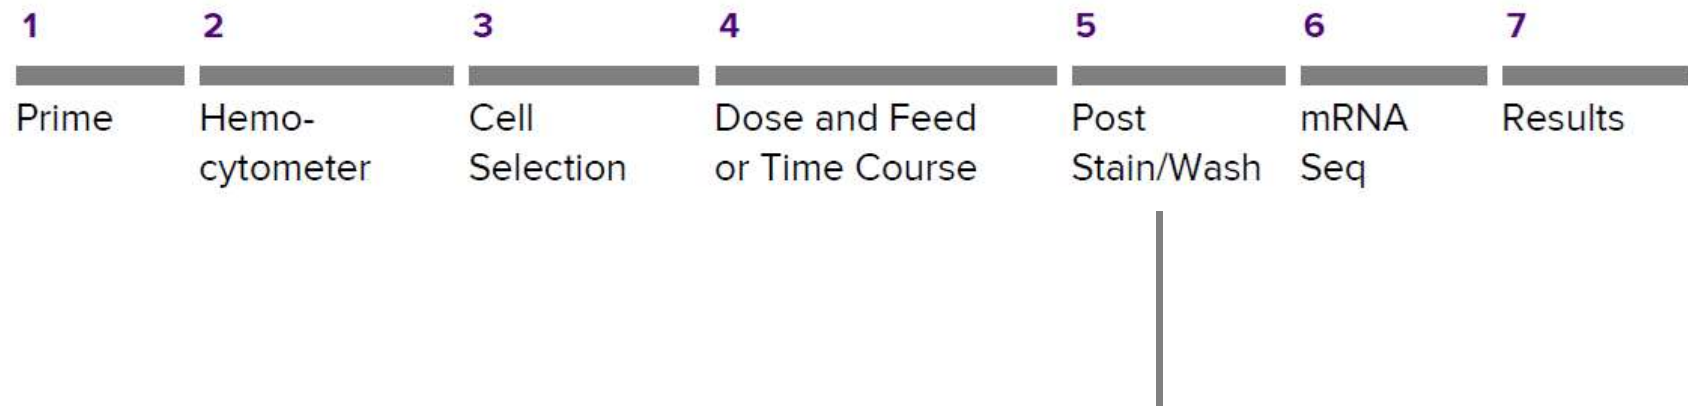 1 2 3 4 5 6 7
Prime Hemo- Cell Dose and Feed Post mRNA Results
cytometer Selection or Time Course Stain/Wash Seq